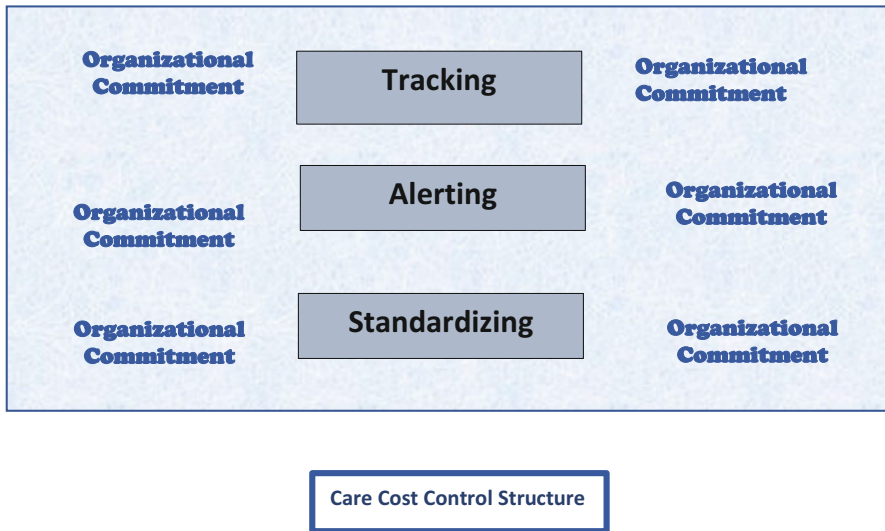 Organizational
Commitment
Tracking
Organizational
Commitment
Organizational
Commitment
Alerting
Organizational
Commitment
Organizational
Commitment
Standardizing
Organizational
Commitment
Care Cost Control Structure